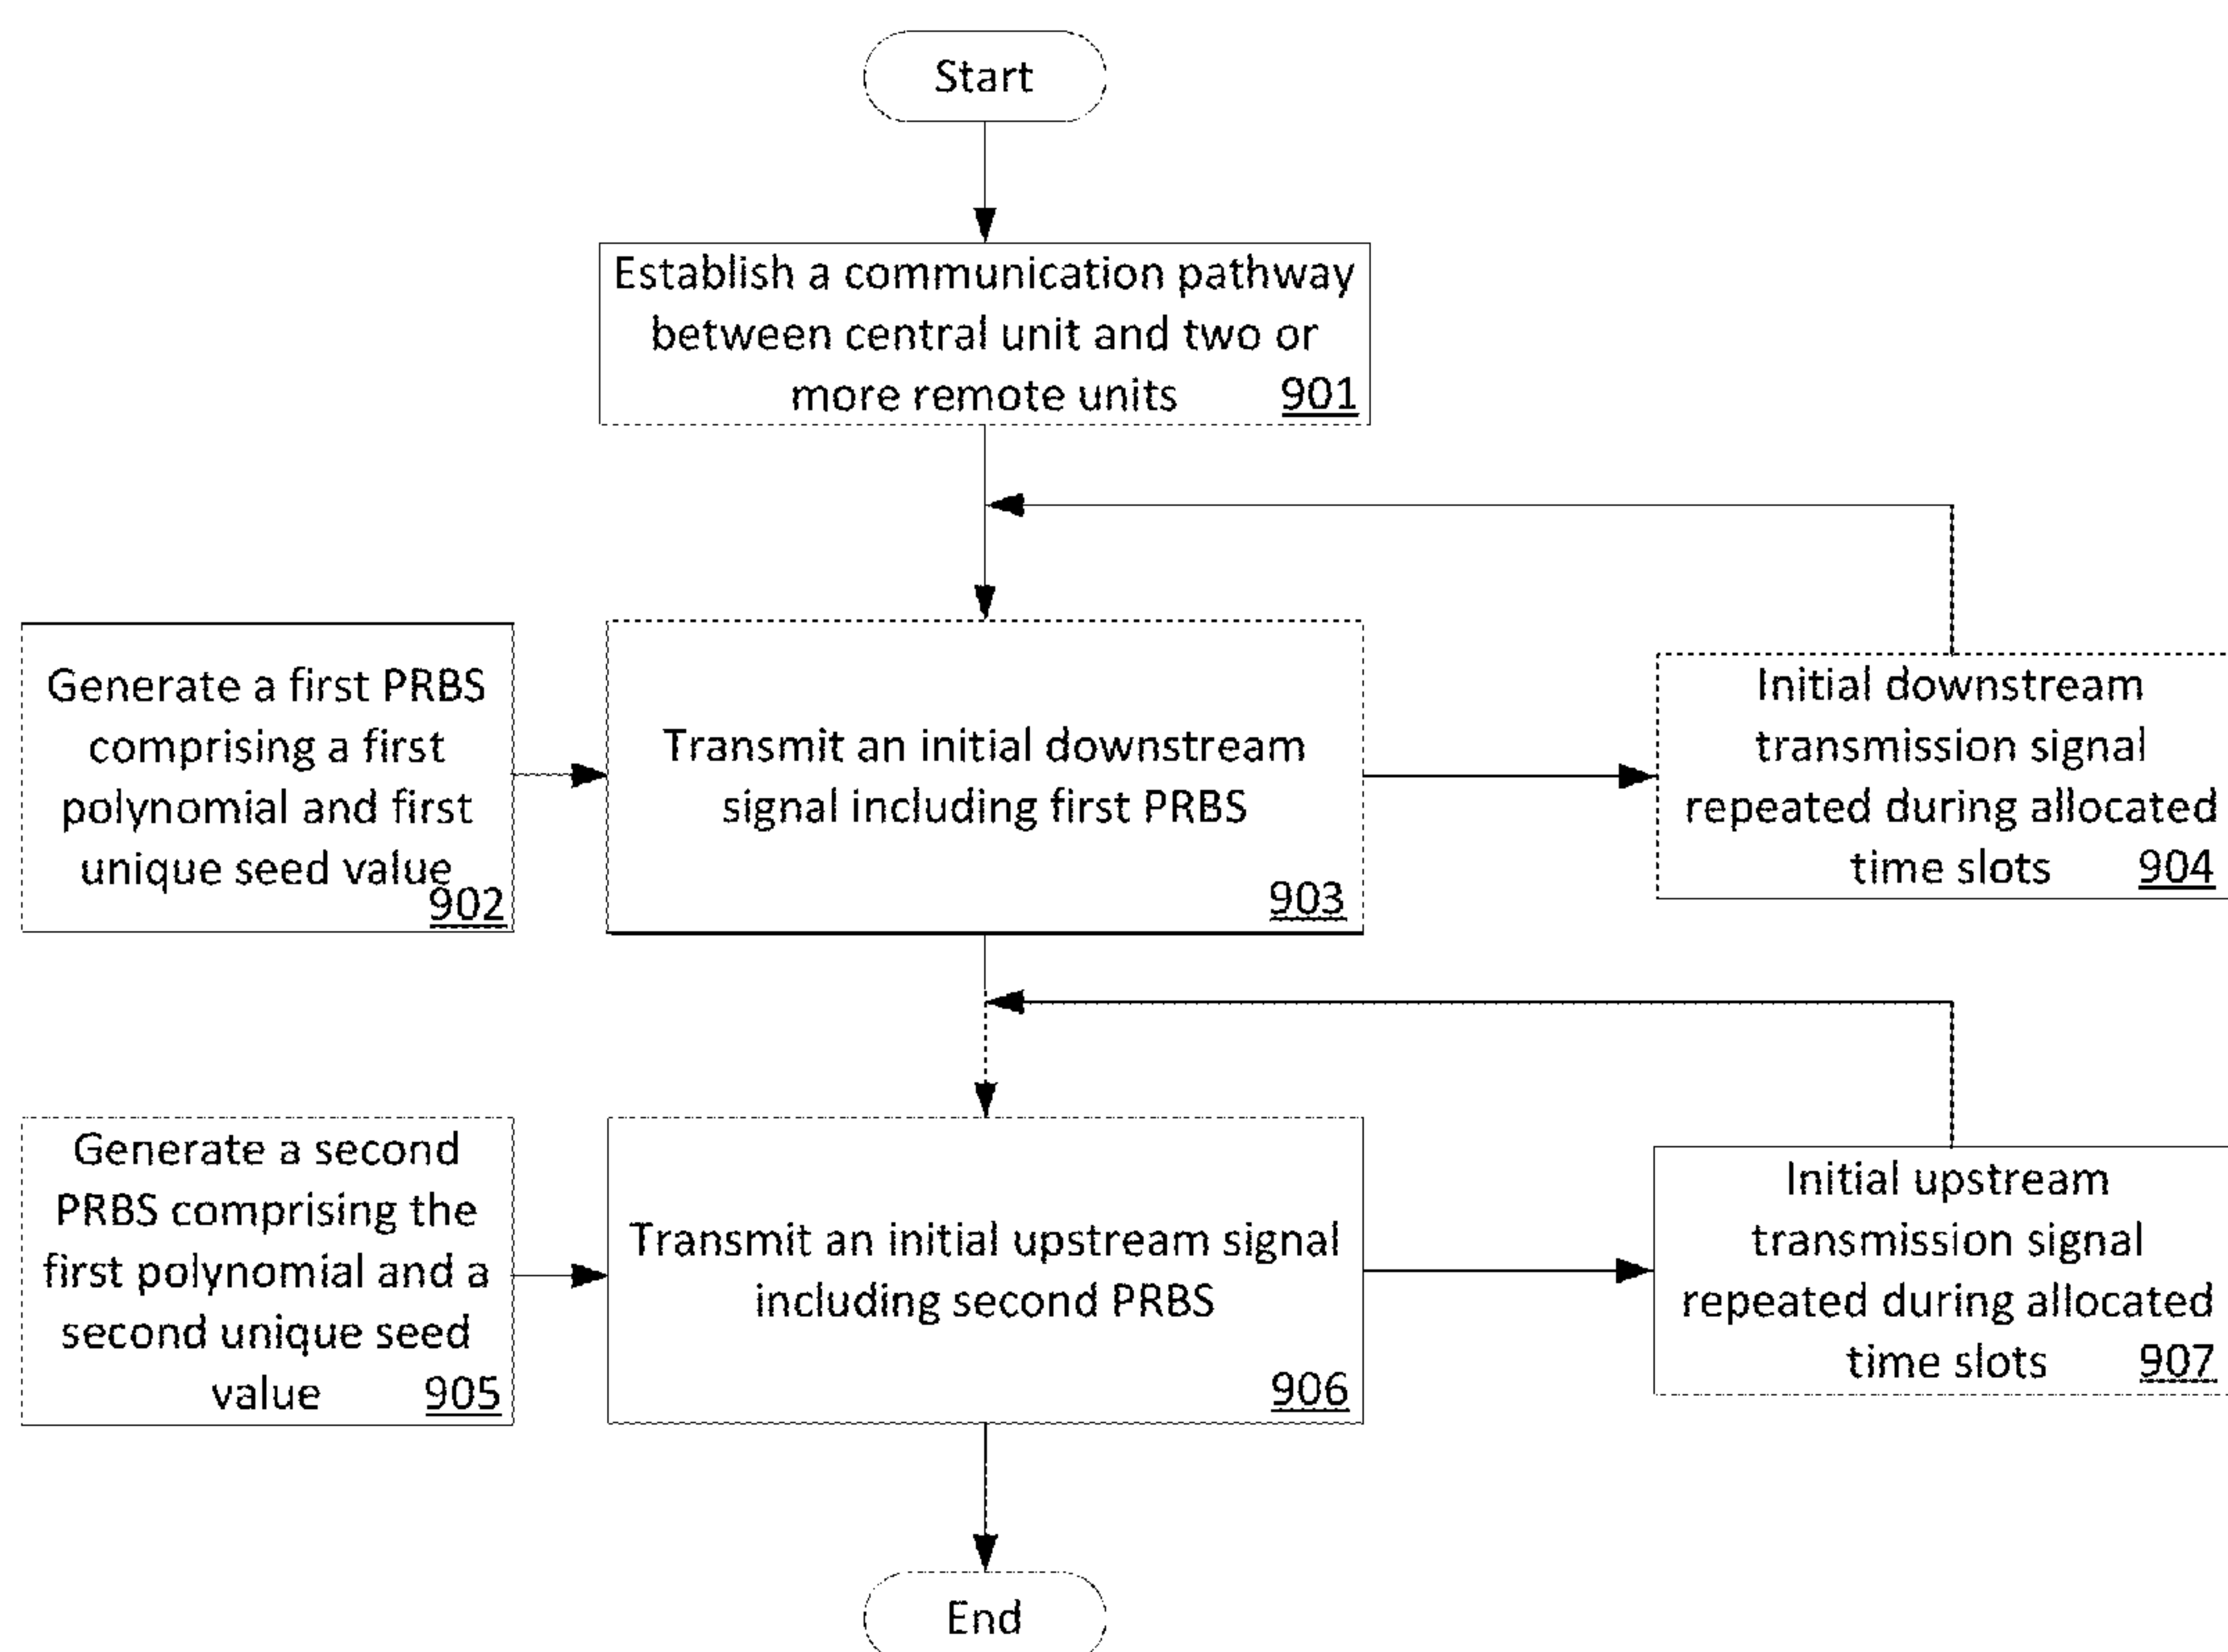 Start
Establish a communication pathway
between central unit and two or
more remote units 901
Generate a first PRBS
comprising a first
polynomial and first
unique seed value
902
Transmit an initial downstream
signal including first PRBS
903
Initial downstream
transmission signal
repeated during allocated
time slots 904
Generate a second
PRBS comprising the
first polynomial and a
second unique seed
value 905
Transmit an initial upstream signal
including second PRBS
906
Initial upstream
transmission signal
repeated during allocated
time slots 907
End